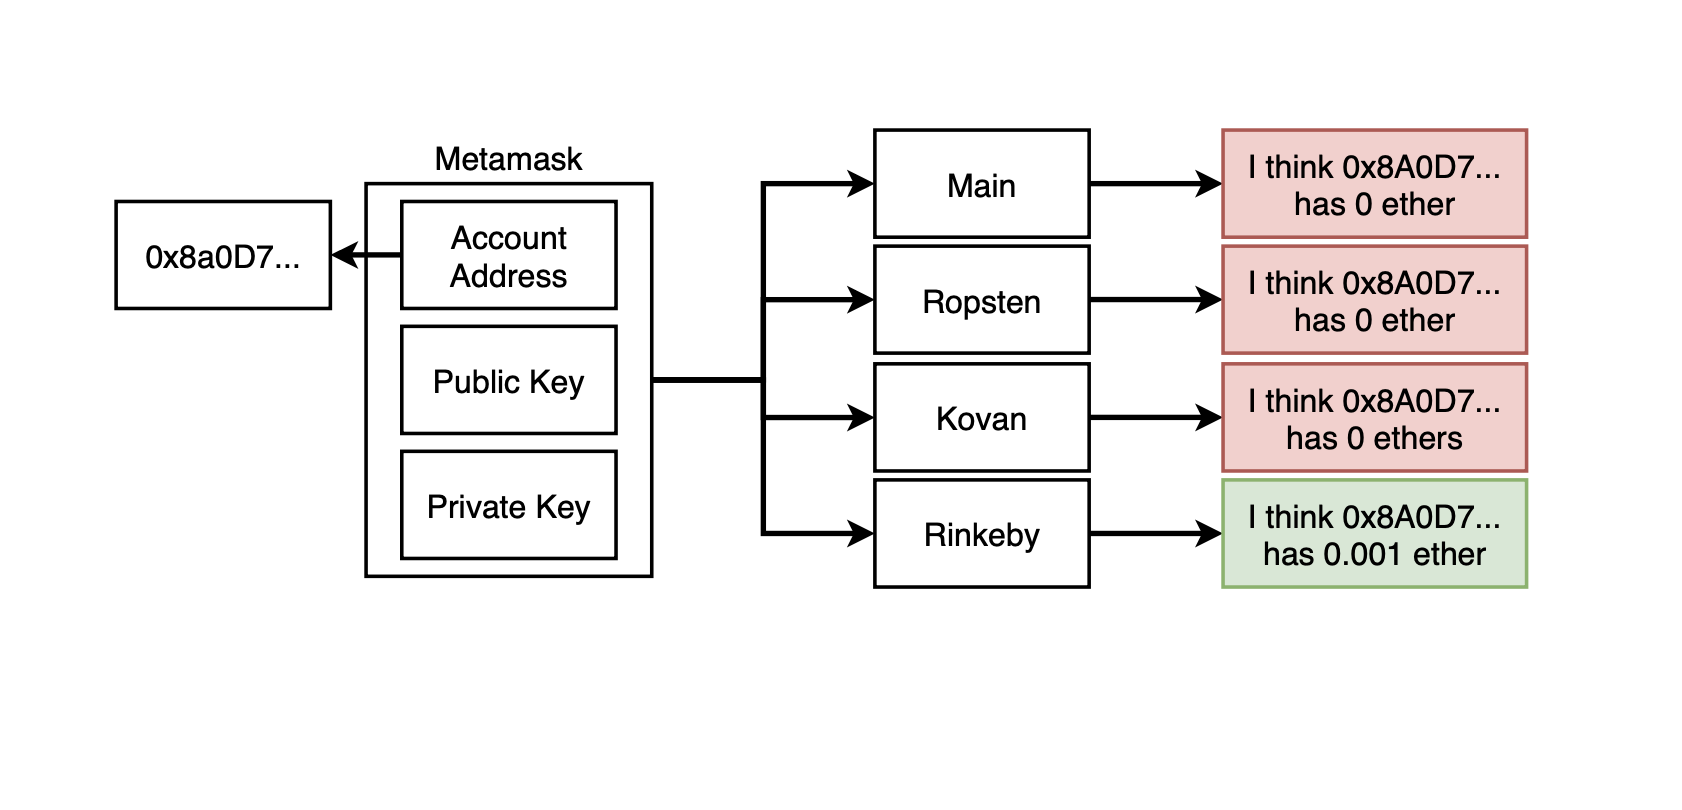 Metamask
0x8a0D7...
Account
Address
Public Key
Private Key
Main
I think 0x8A0D7...
has 0 ether
Ropsten
I think 0x8A0D7...
has 0 ether
Kovan
I think 0x8A0D7...
has 0 ethers
Rinkeby
I think 0x8A0D7...
has 0.001 ether